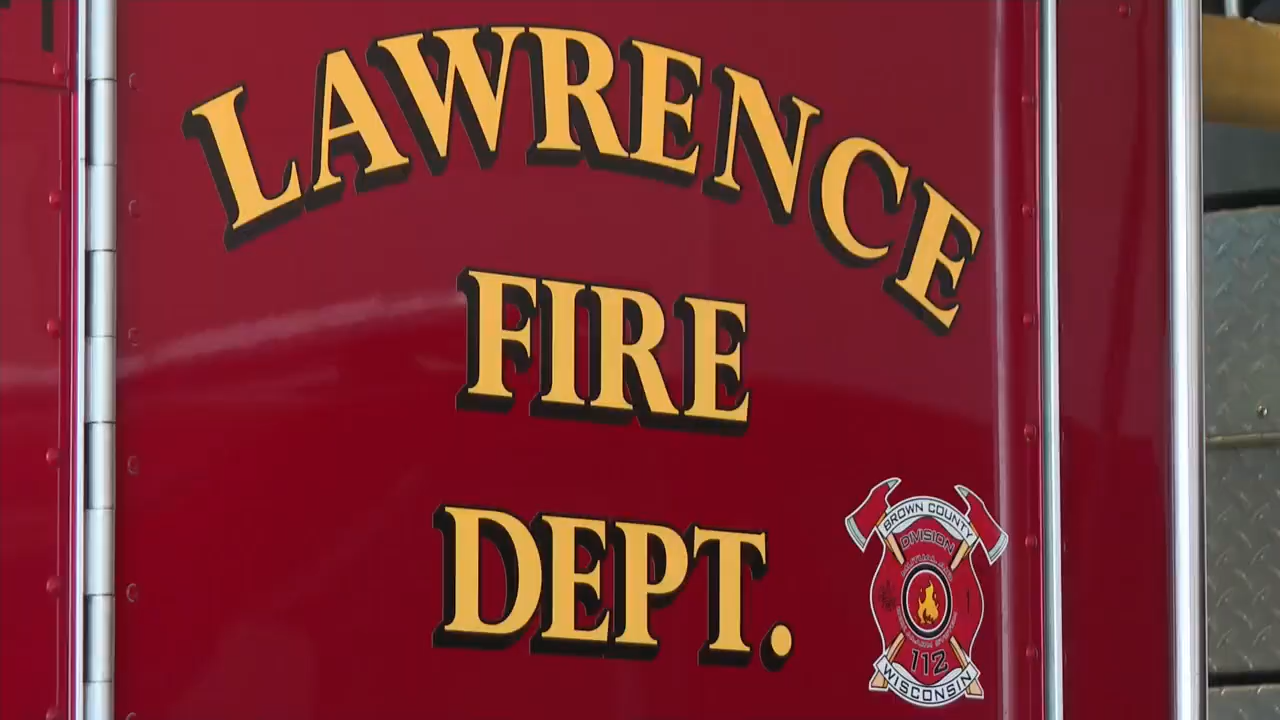 LAWRENCE
FIRE
DEPT.
BROWN COUNTY
DIVISION
112
WISCONSIN